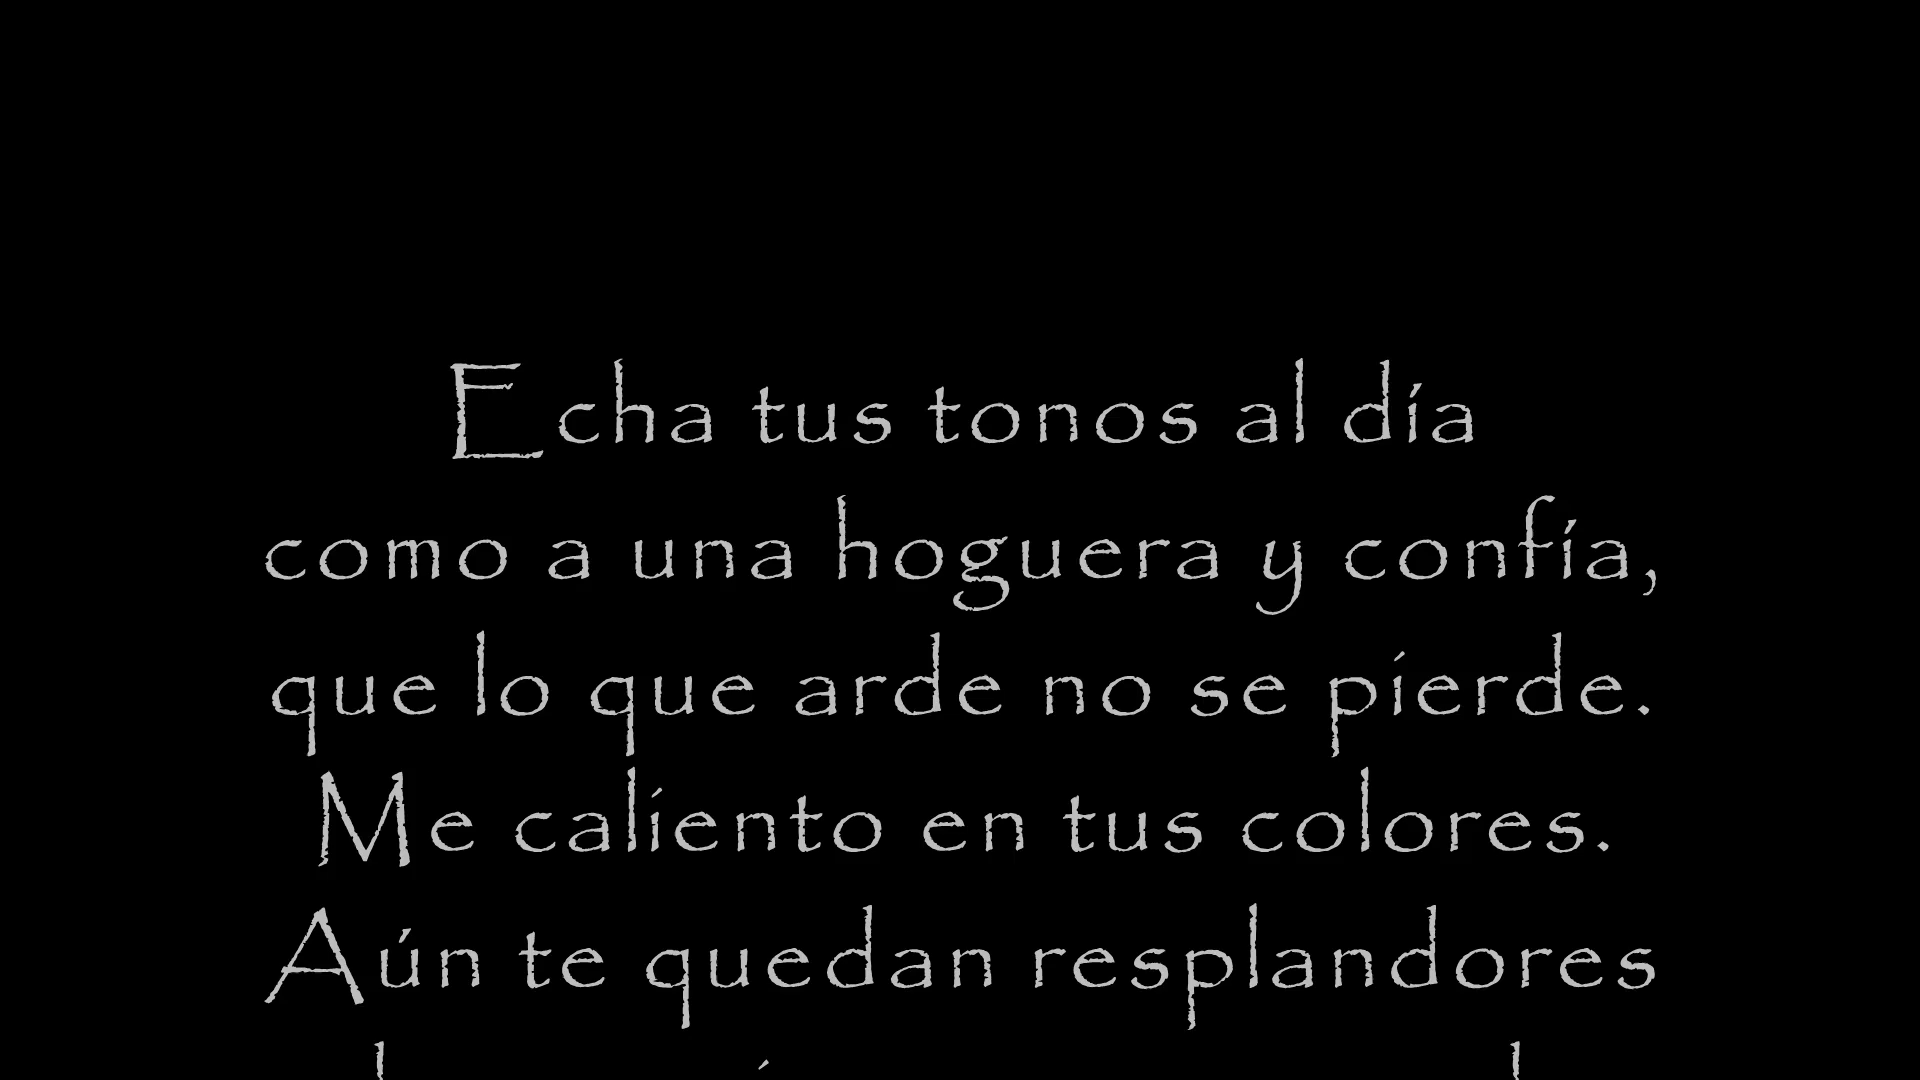 Echa tus tonos al día
como a una hoguera y confía,
que lo que arde no se pierde.
Me caliento en tus colores.
Aún te quedan resplandores